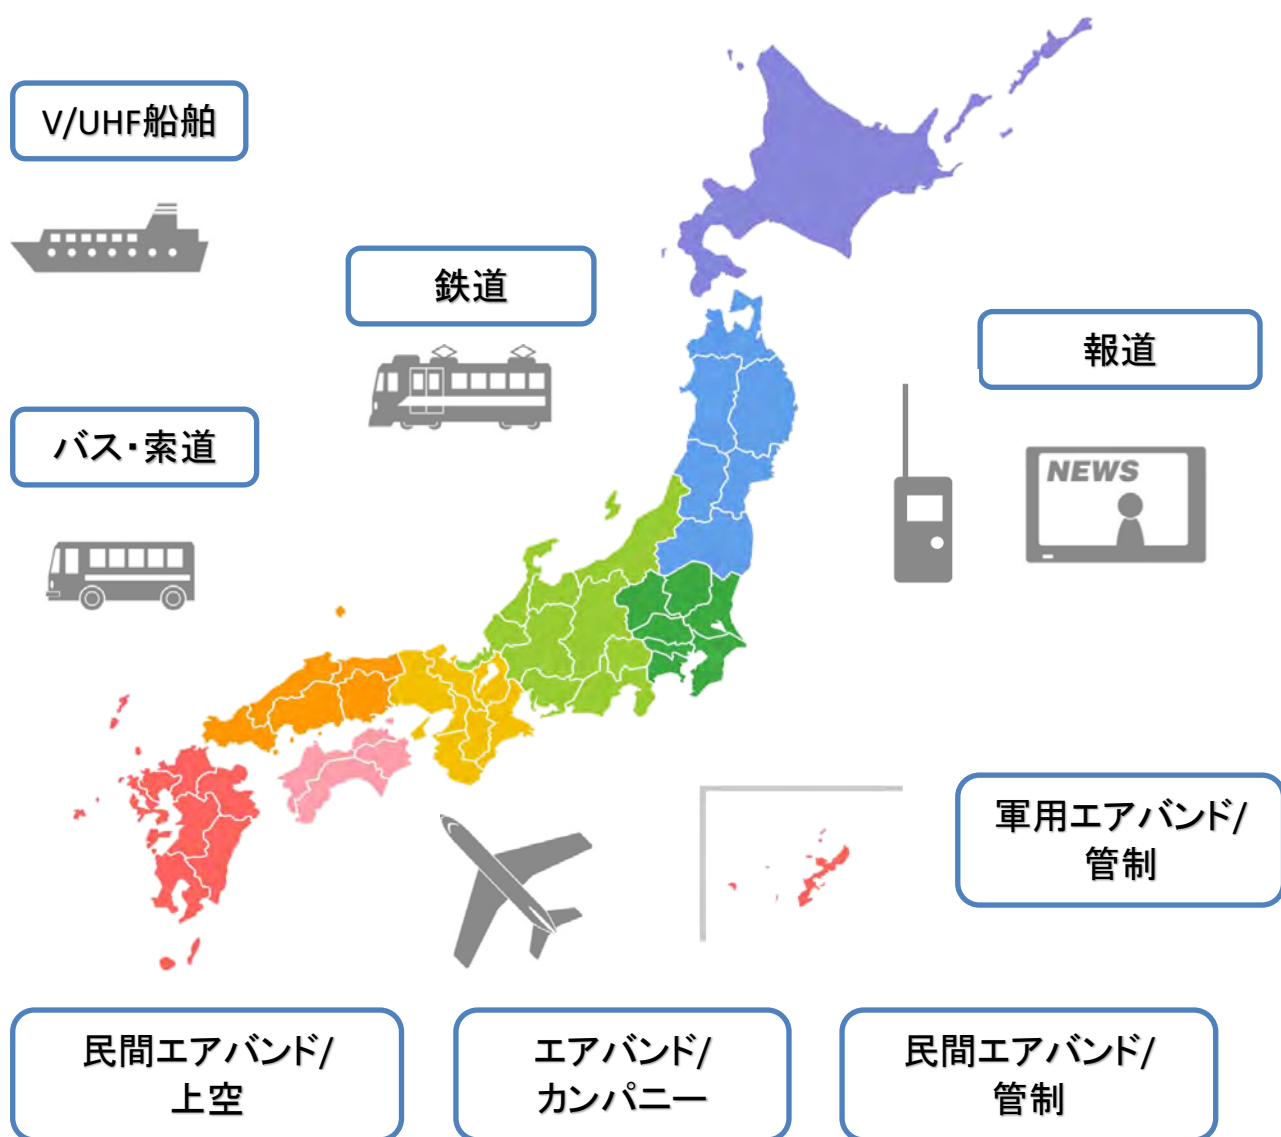 V/UHF船舶
鉄道
報道
バス・索道
NEWS
軍用エアバンド/
管制
民間エアバンド/
上空
エアバンド/
カンパニー
民間エアバンド/
管制